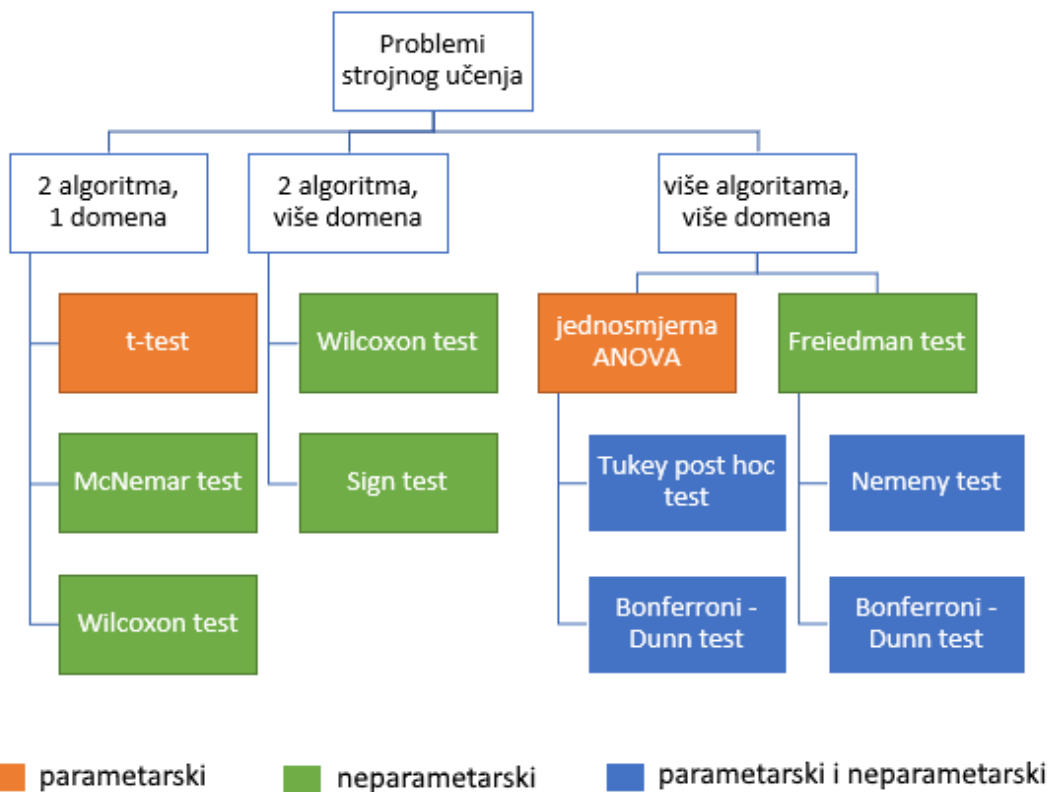 Problemi
strojnog učenja
2 algoritma,
1 domena
2 algoritma,
više domena
više algoritama,
više domena
t-test
Wilcoxon test
jednosmjerna
ANOVA
Freiedman test
McNemar test
Sign test
Tukey post hoc
test
Nemeny test
Wilcoxon test
Bonferroni -
Dunn test
Bonferroni -
Dunn test
parametarski
neparametarski
parametarski i neparametarski